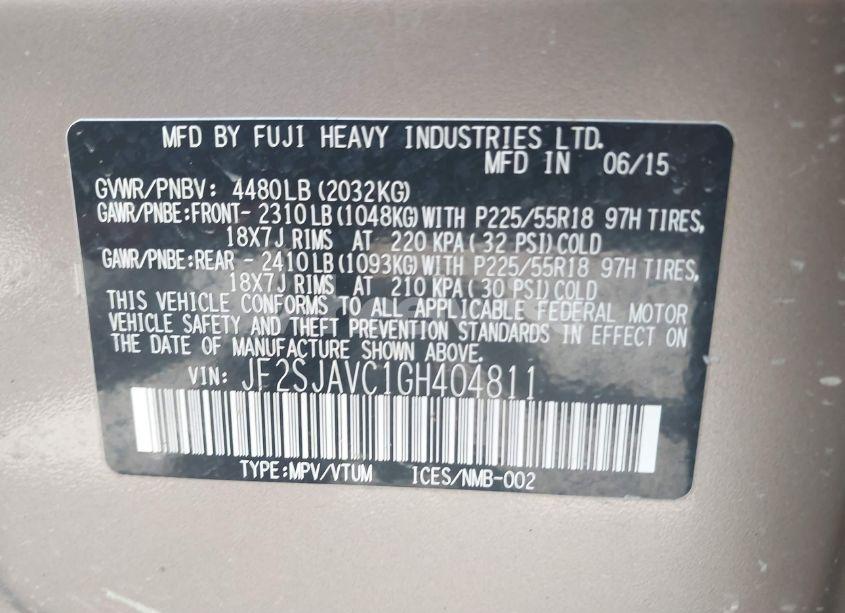 MFD BY FUJI HEAVY INDUSTRIES LTD.
MFD IN 06/15
GVWR/PNBV: 4480LB (2032KG)
GAWR/PNBE:FRONT- 2310LB (1048KG) WITH P225/55R18 97H TIRES,
18X7J RIMS AT 220 KPA (32 PSI) COLD
GAWR/PNBE:REAR - 2410LB (1093KG) WITH P225/55R18 97H TIRES,
18X7J RIMS AT 210 KPA (30 PSI) COLD
THIS VEHICLE CONFORMS TO ALL APPLICABLE FEDERAL MOTOR
VEHICLE SAFETY AND THEFT PREVENTION STANDARDS IN EFFECT ON
THE DATE OF MANUFACTURE SHOWN ABOVE.
VIN: JF2SJAVC1GH404811
TYPE:MPV/VTUM ICES/NMB-002